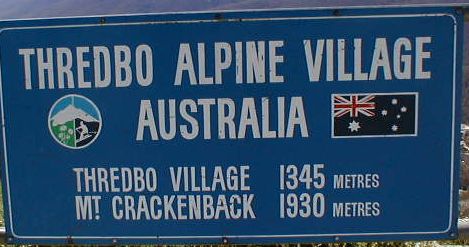 THREDBO ALPINE VILLAGE
AUSTRALIA
THREDBO VILLAGE 1345 METRES
MT CRACKENBACK 1930 METRES